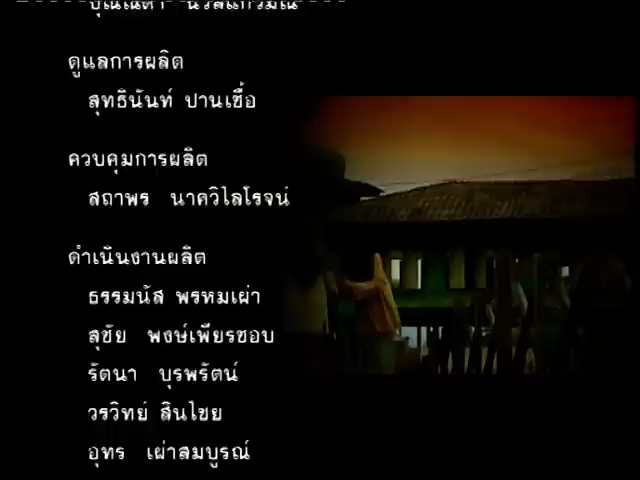 ดูแลการผลิต
สุทธินันท์ ปานเชื้อ
ควบคุมการผลิต
สถาพร นาควิไลโรจน์
ดำเนินงานผลิต
ธรรมนัส พรหมเผ่า
สุชัย พงษ์เพียรชอบ
รัตนา บุรพรัตน์
วรวิทย์ สินไชย
อุทร เผ่าสมบูรณ์